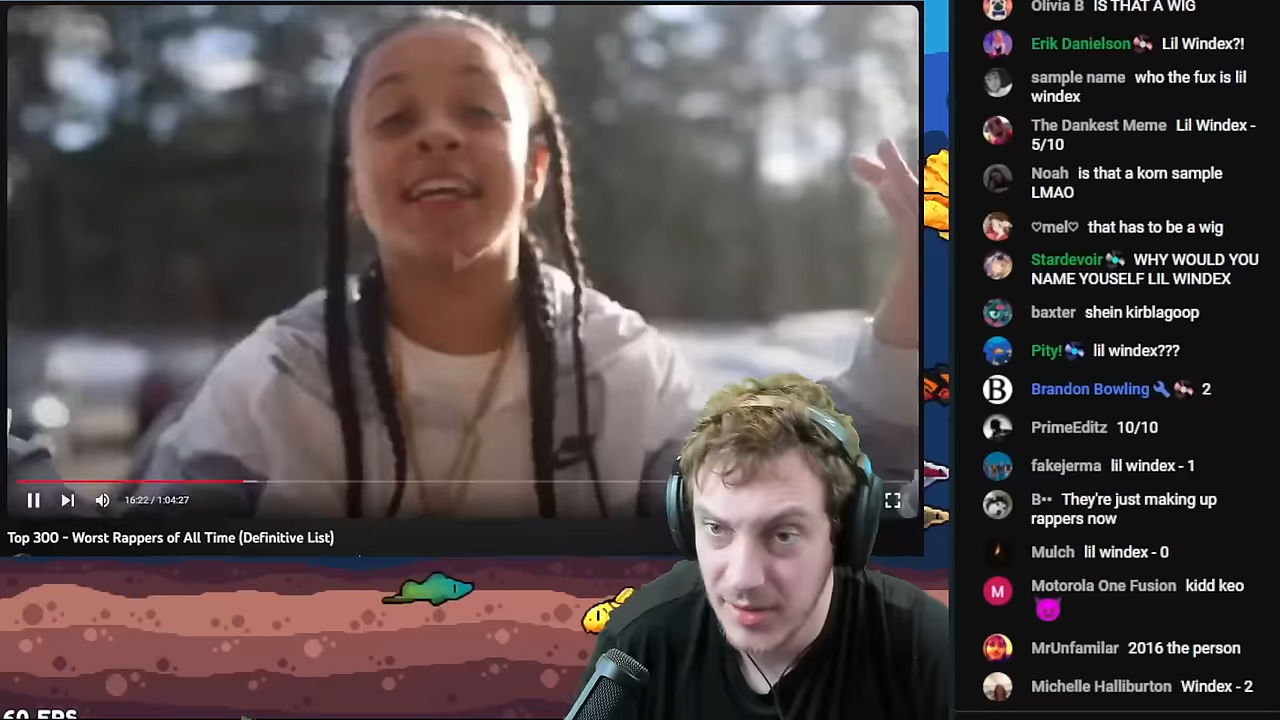 16:22 / 1:04:27
Top 300 - Worst Rappers of All Time (Definitive List)
60 FPS
Olivia B IS THAT A WIG
Erik Danielson Lil Windex?!
sample name who the fux is lil
windex
The Dankest Meme Lil Windex -
5/10
Noah is that a korn sample
LMAO
♡mel♡ that has to be a wig
Stardevoir WHY WOULD YOU
NAME YOUSELF LIL WINDEX
baxter shein kirblagoop
Pity! lil windex???
B
Brandon Bowling 2
PrimeEditz 10/10
fakejerma lil windex - 1
B•• They're just making up
rappers now
Mulch lil windex - 0
M
Motorola One Fusion kidd keo
😈
MrUnfamilar 2016 the person
Michelle Halliburton Windex - 2